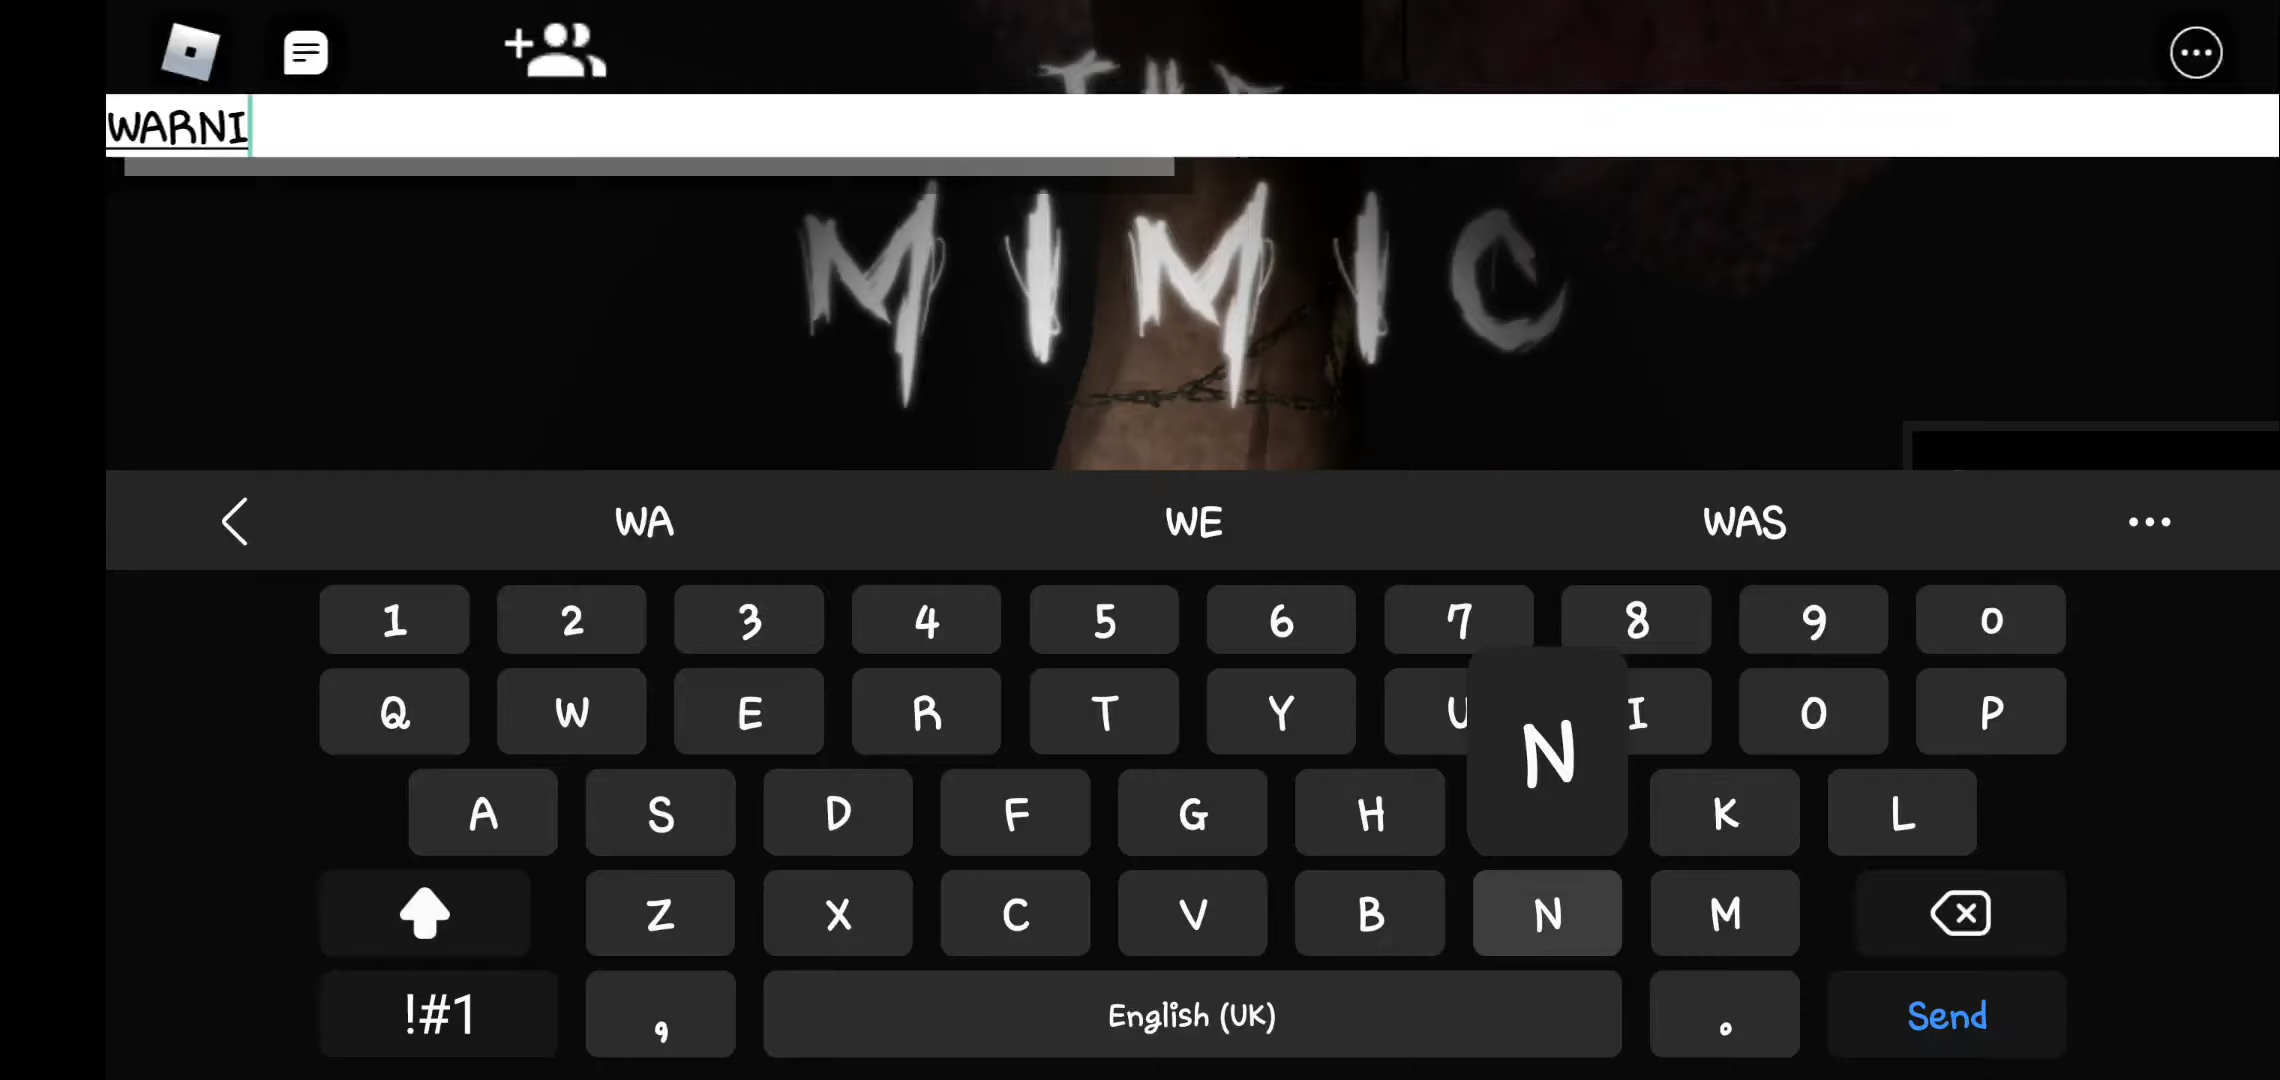 THE
WARNI
MIMIC
WA WE WAS
1 2 3 4 5 6 7 8 9 0
Q W E R T Y U I O P
N
A S D F G H K L
Z X C V B N M
!#1 , English (UK) . Send